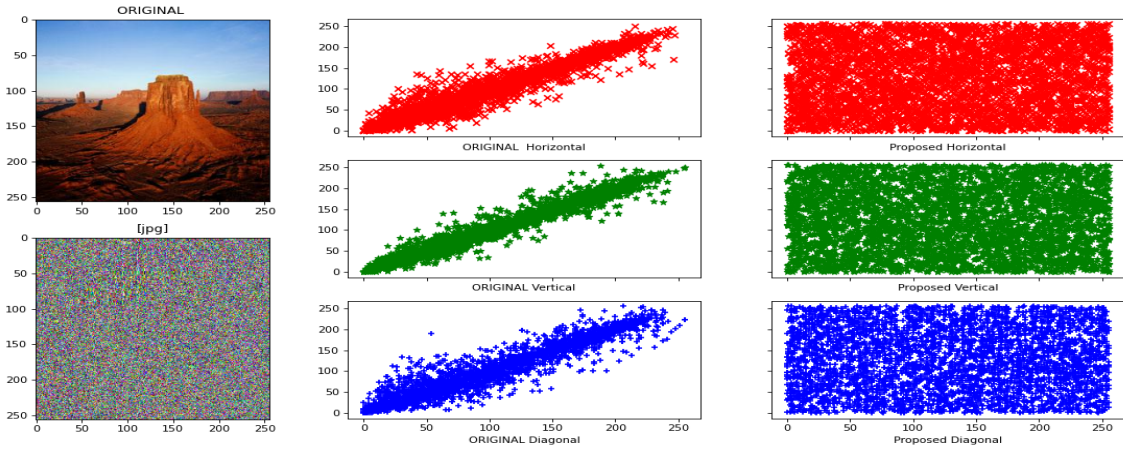 ORIGINAL
0
50
100
150
200
250
0 50 100 150 200 250
[jpg]
0
50
100
150
200
250
0 50 100 150 200 250
250
200
150
100
50
0
ORIGINAL  Horizontal
250
200
150
100
50
0
ORIGINAL Vertical
250
200
150
100
50
0
0 50 100 150 200 250
ORIGINAL Diagonal
Proposed Horizontal
Proposed Vertical
0 50 100 150 200 250
Proposed Diagonal